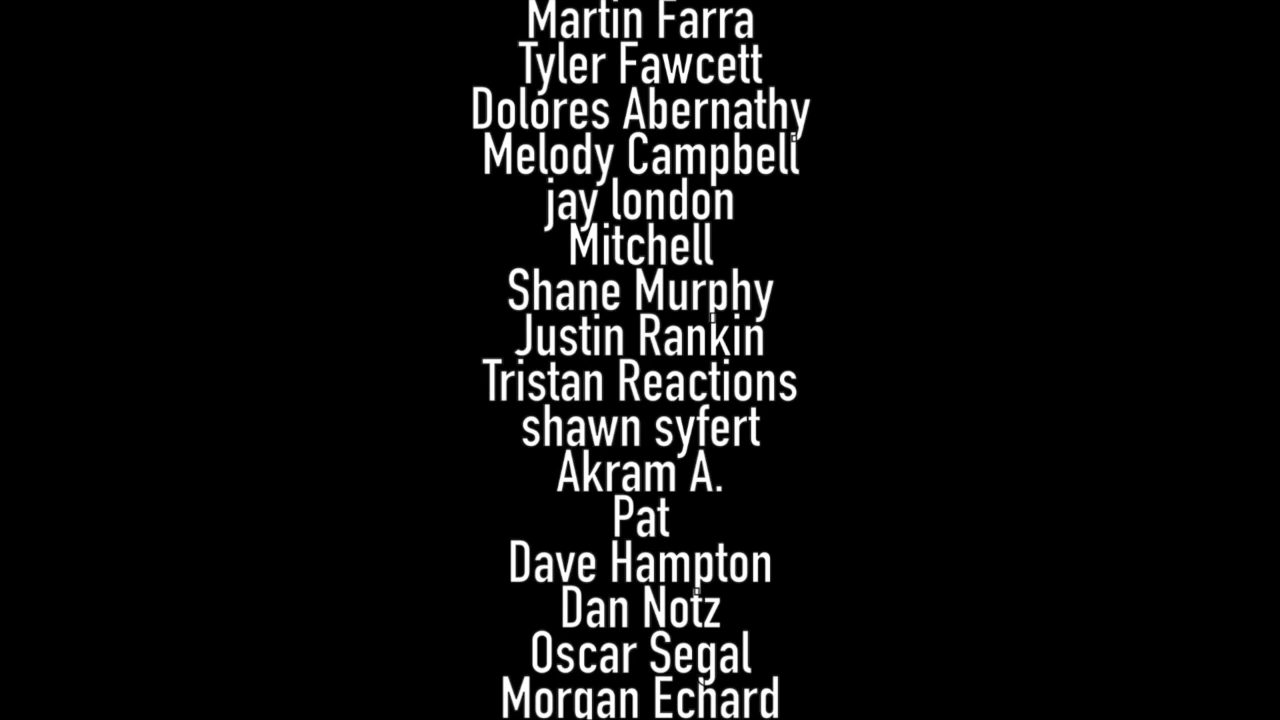 Martin Farra
Tyler Fawcett
Dolores Abernathy
Melody Campbell
jay london
Mitchell
Shane Murphy
Justin Rankin
Tristan Reactions
shawn syfert
Akram A.
Pat
Dave Hampton
Dan Notz
Oscar Segal
Morgan Echard